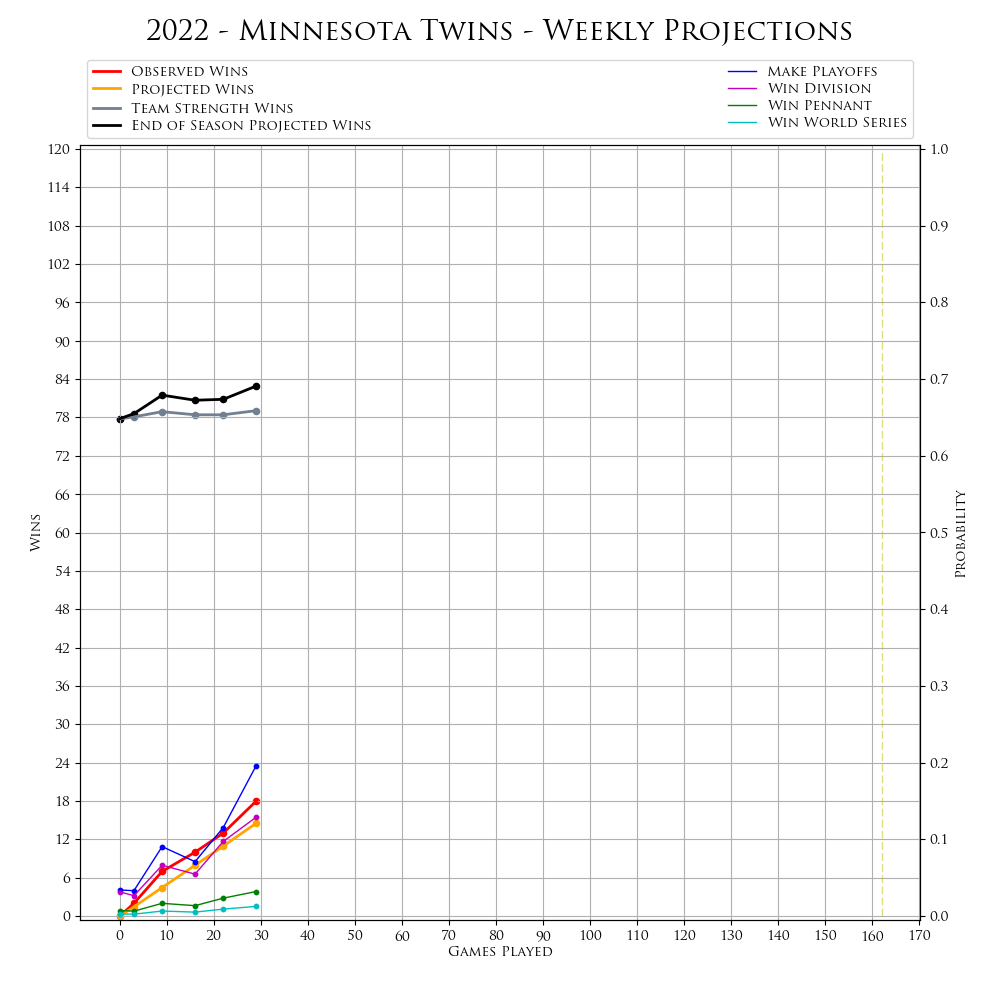 2022 - Minnesota Twins - Weekly Projections
Observed Wins
Projected Wins
Team Strength Wins
End of Season Projected Wins
Make Playoffs
Win Division
Win Pennant
Win World Series
120
114
108
102
96
90
84
78
72
66
60
54
48
42
36
30
24
18
12
6
0
Wins
1.0
0.9
0.8
0.7
0.6
0.5
0.4
0.3
0.2
0.1
0.0
Probability
0 10 20 30 40 50 60 70 80 90 100 110 120 130 140 150 160 170
Games Played